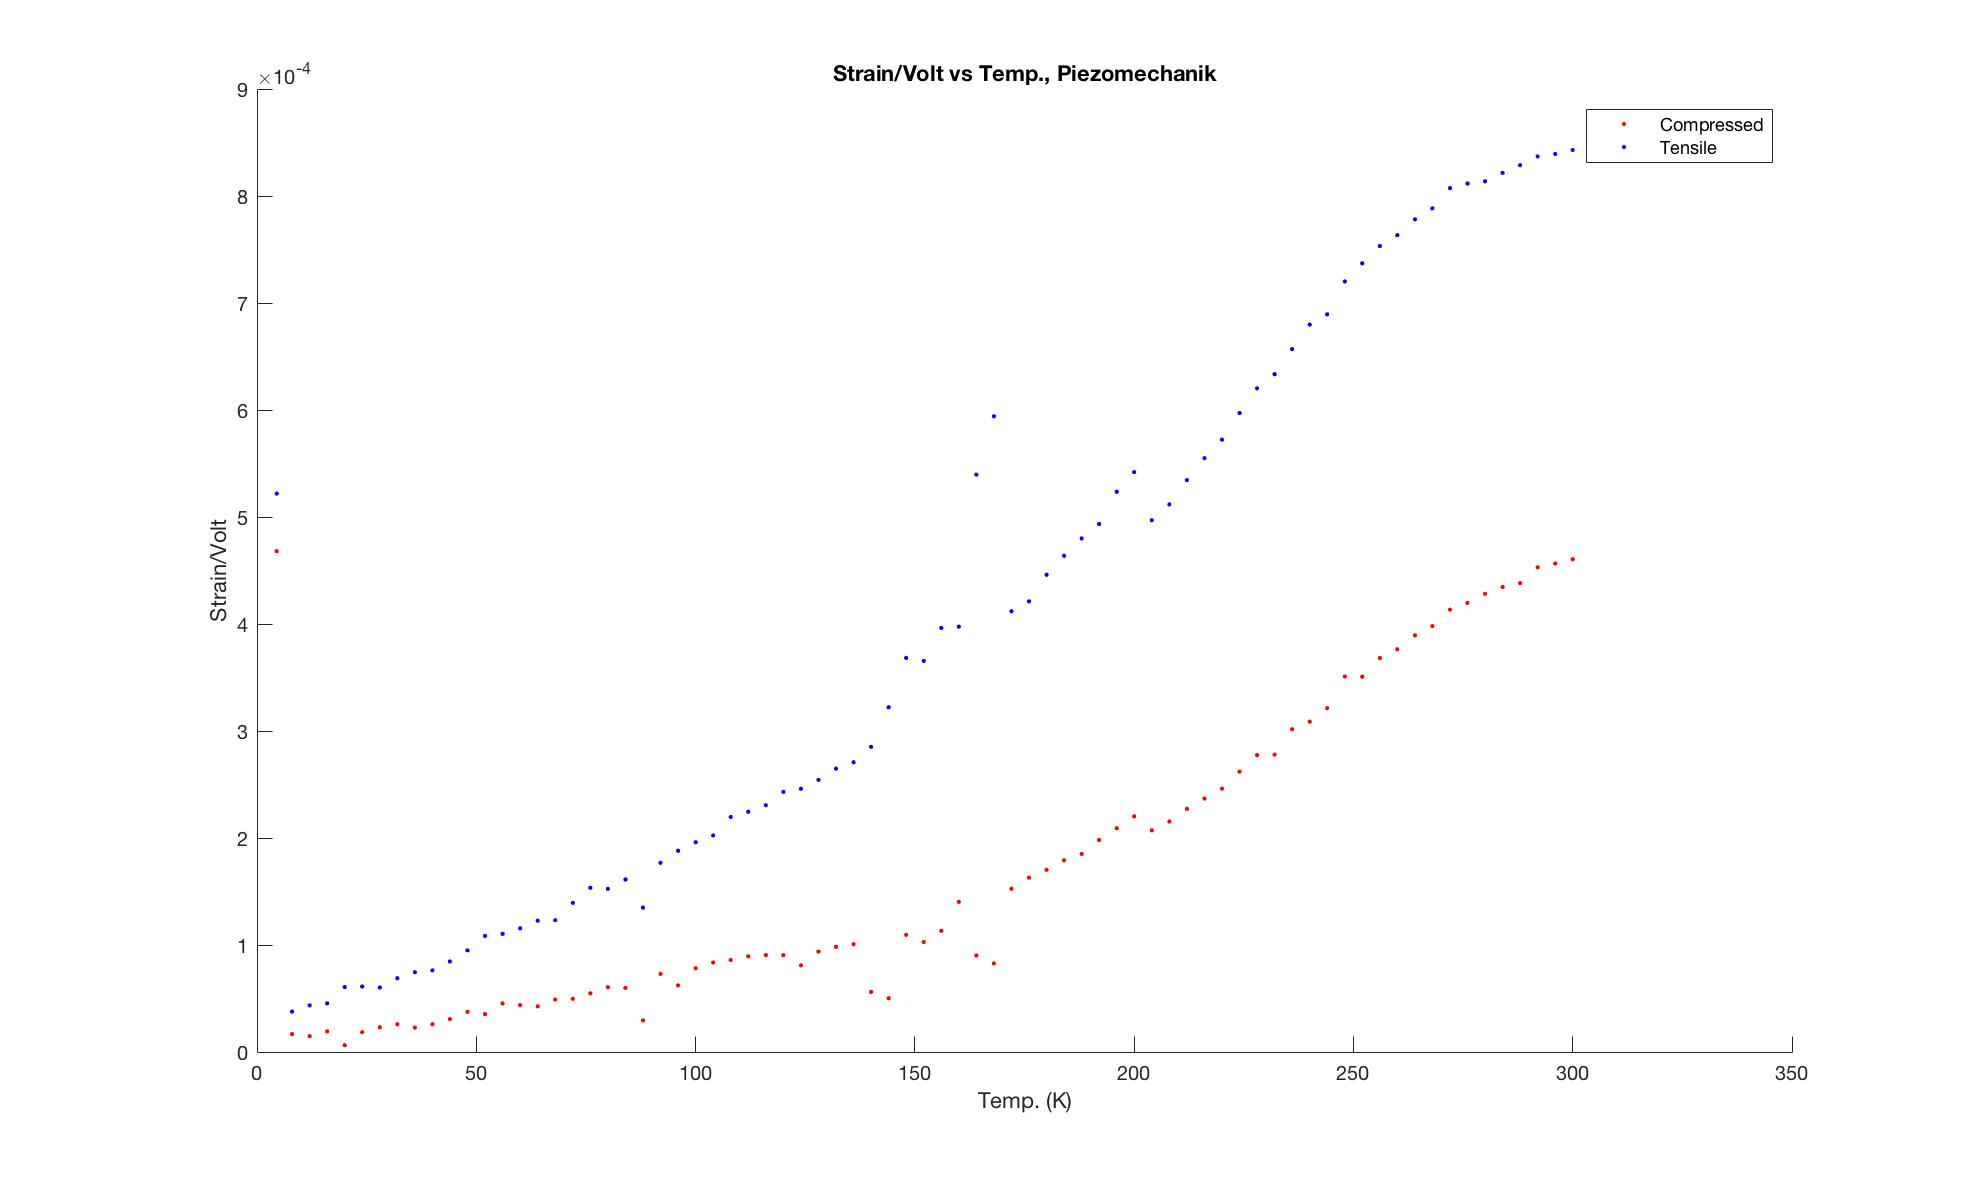 Strain/Volt vs Temp., Piezomechanik
×10-4
9
8
7
6
5
4
3
2
1
0
Strain/Volt
Compressed
Tensile
0 50 100 150 200 250 300 350
Temp. (K)